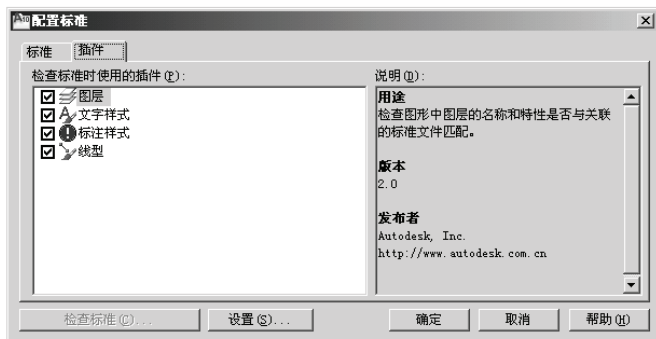 配置标准
标准 插件
检查标准时使用的插件(P):
图层
文字样式
标注样式
线型
说明(D):
用途
检查图形中图层的名称和特性是否与关联
的标准文件匹配。
版本
2.0
发布者
Autodesk, Inc.
http://www.autodesk.com.cn
检查标准(C)... 设置(S)... 确定 取消 帮助(H)